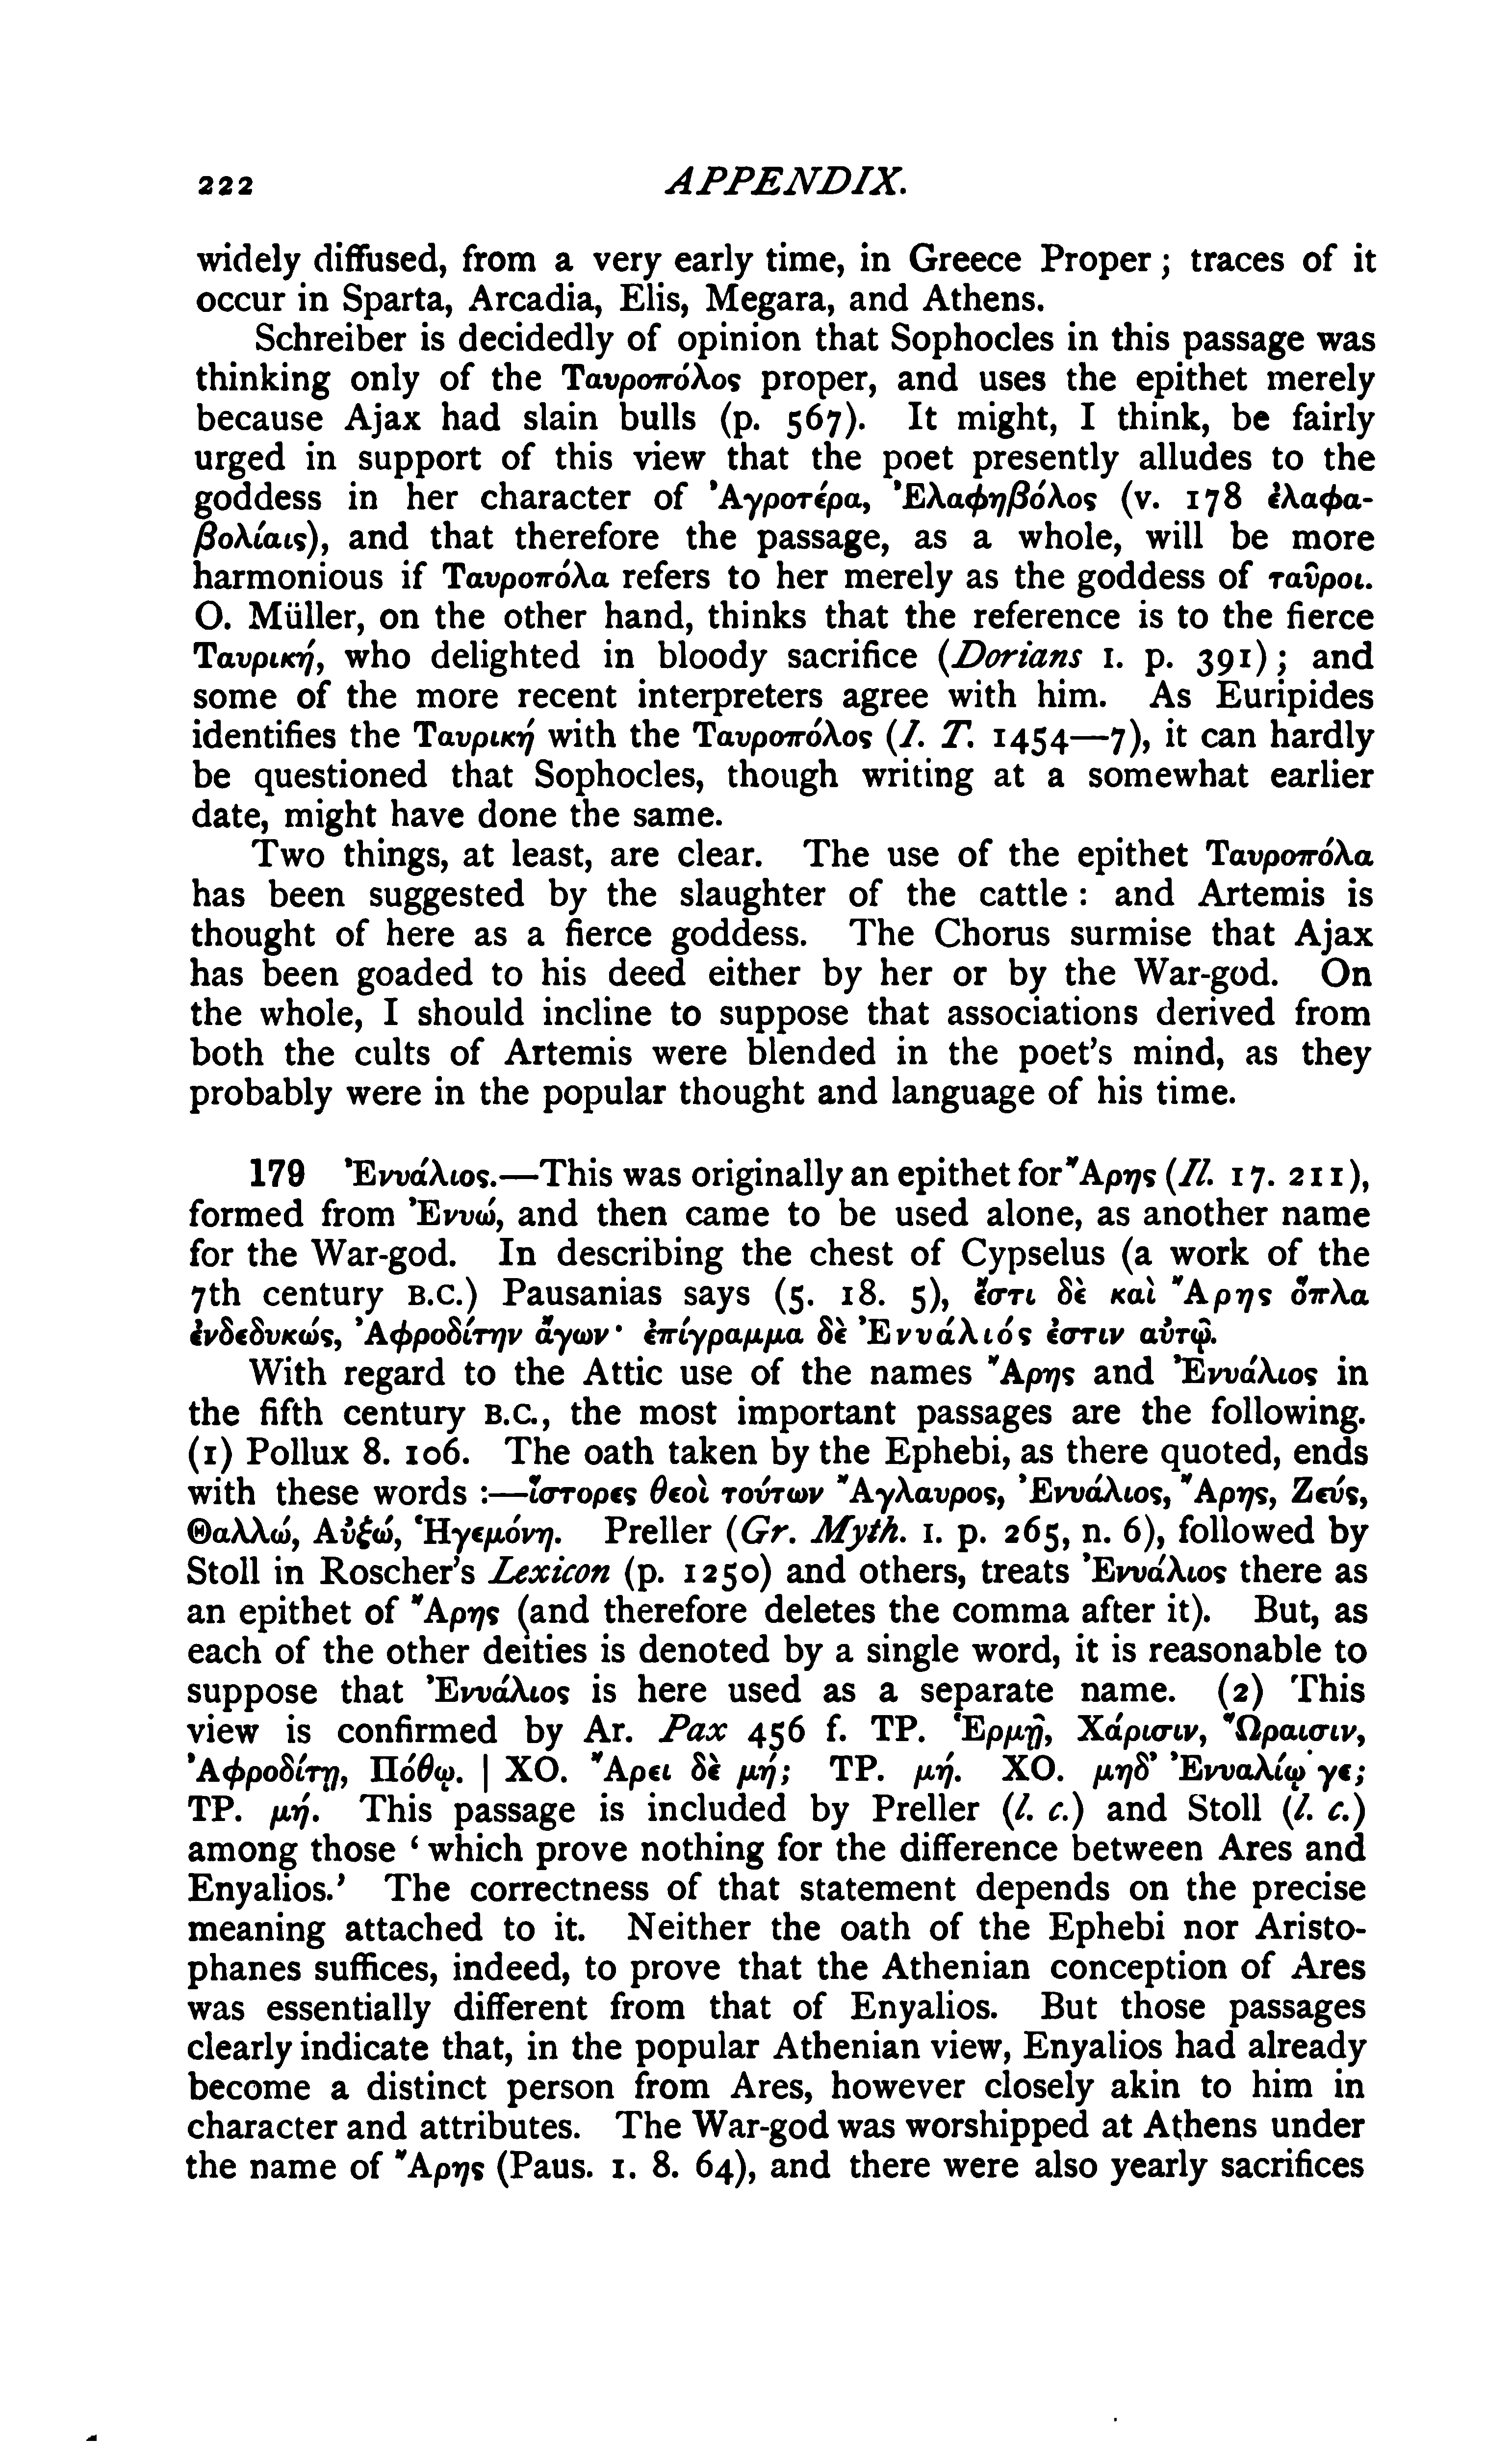 222 APPENDIX.
widely diffused, from a very early time, in Greece Proper; traces of it
occur in Sparta, Arcadia, Elis, Megara, and Athens.
Schreiber is decidedly of opinion that Sophocles in this passage was
thinking only of the Ταυροπόλος proper, and uses the epithet merely
because Ajax had slain bulls (p. 567). It might, I think, be fairly
urged in support of this view that the poet presently alludes to the
goddess in her character of Ἀγροτέρα, Ἐλαφηβόλος (v. 178 ἐλαφα-
βολίαις), and that therefore the passage, as a whole, will be more
harmonious if Ταυροπόλα refers to her merely as the goddess of ταῦροι.
O. Müller, on the other hand, thinks that the reference is to the fierce
Ταυρική, who delighted in bloody sacrifice (Dorians I. p. 391); and
some of the more recent interpreters agree with him. As Euripides
identifies the Ταυρική with the Ταυροπόλος (I. T. 1454—7), it can hardly
be questioned that Sophocles, though writing at a somewhat earlier
date, might have done the same.
Two things, at least, are clear. The use of the epithet Ταυροπόλα
has been suggested by the slaughter of the cattle: and Artemis is
thought of here as a fierce goddess. The Chorus surmise that Ajax
has been goaded to his deed either by her or by the War-god. On
the whole, I should incline to suppose that associations derived from
both the cults of Artemis were blended in the poet's mind, as they
probably were in the popular thought and language of his time.
179 Ἐνυάλιος.—This was originally an epithet for Ἄρης (Il. 17. 211),
formed from Ἐνυώ, and then came to be used alone, as another name
for the War-god. In describing the chest of Cypselus (a work of the
7th century B.C.) Pausanias says (5. 18. 5), ἔστι δὲ καὶ Ἄρης ὅπλα
ἐνδεδυκώς, Ἀφροδίτην ἄγων· ἐπίγραμμα δὲ Ἐνυάλιός ἐστιν αὐτῷ.
With regard to the Attic use of the names Ἄρης and Ἐνυάλιος in
the fifth century B.C., the most important passages are the following.
(1) Pollux 8. 106. The oath taken by the Ephebi, as there quoted, ends
with these words:—ἵστορες θεοὶ τούτων Ἄγλαυρος, Ἐνυάλιος, Ἄρης, Ζεύς,
Θαλλώ, Αὐξώ, Ἡγεμόνη. Preller (Gr. Myth. I. p. 265, n. 6), followed by
Stoll in Roscher's Lexicon (p. 1250) and others, treats Ἐνυάλιος there as
an epithet of Ἄρης (and therefore deletes the comma after it). But, as
each of the other deities is denoted by a single word, it is reasonable to
suppose that Ἐνυάλιος is here used as a separate name. (2) This
view is confirmed by Ar. Pax 456 f. ΤΡ. Ἑρμῇ, Χάρισιν, Ὥραισιν,
Ἀφροδίτῃ, Πόθῳ. | ΧΟ. Ἄρει δὲ μή; ΤΡ. μή. ΧΟ. μηδ' Ἐνυαλίῳ γε;
ΤΡ. μή. This passage is included by Preller (l. c.) and Stoll (l. c.)
among those 'which prove nothing for the difference between Ares and
Enyalios.' The correctness of that statement depends on the precise
meaning attached to it. Neither the oath of the Ephebi nor Aristo-
phanes suffices, indeed, to prove that the Athenian conception of Ares
was essentially different from that of Enyalios. But those passages
clearly indicate that, in the popular Athenian view, Enyalios had already
become a distinct person from Ares, however closely akin to him in
character and attributes. The War-god was worshipped at Athens under
the name of Ἄρης (Paus. 1. 8. 64), and there were also yearly sacrifices